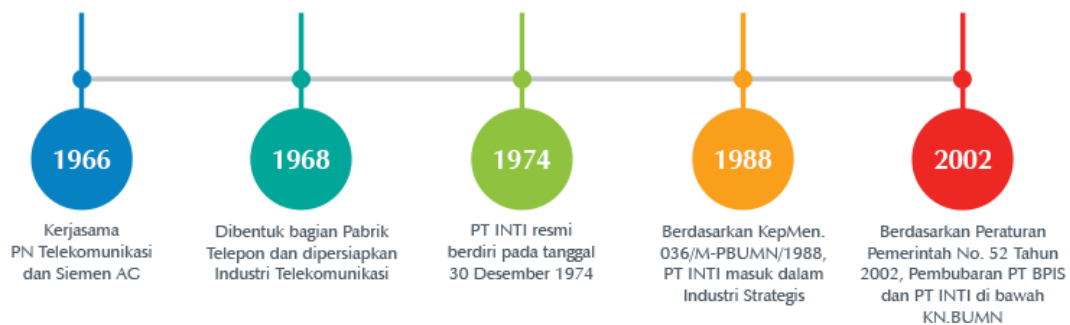 1966
Kerjasama
PN Telekomunikasi
dan Siemen AG
1968
Dibentuk bagian Pabrik
Telepon dan dipersiapkan
Industri Telekomunikasi
1974
PT INTI resmi
berdiri pada tanggal
30 Desember 1974
1988
Berdasarkan KepMen.
036/M-PBUMN/1988,
PT INTI masuk dalam
Industri Strategis
2002
Berdasarkan Peraturan
Pemerintah No. 52 Tahun
2002, Pembubaran PT BPIS
dan PT INTI di bawah
KN.BUMN